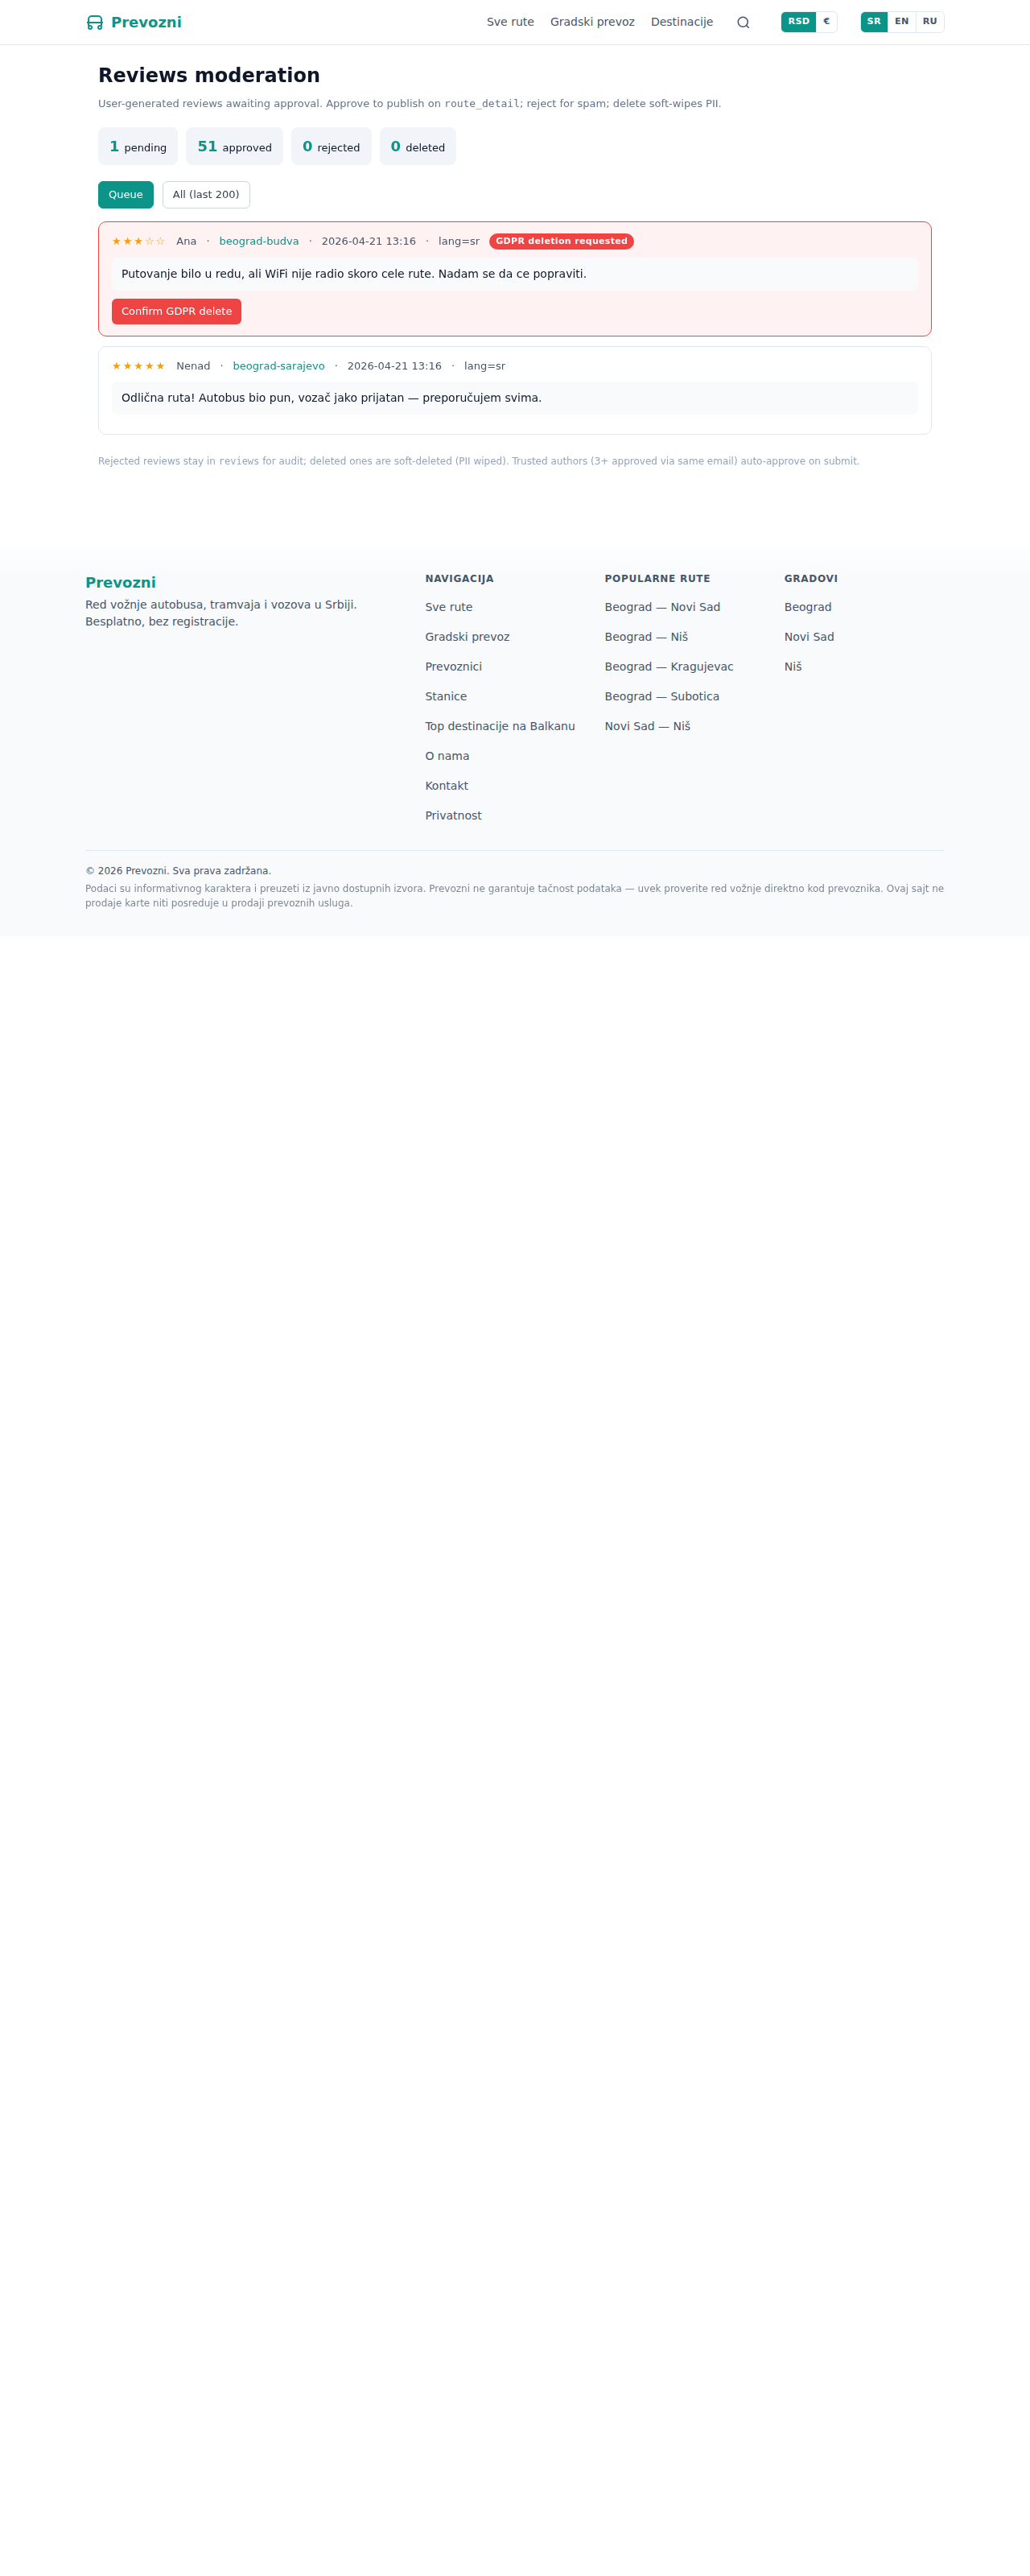 Prevozni
Sve rute
Gradski prevoz
Destinacije
RSD €
SR EN RU
Reviews moderation
User-generated reviews awaiting approval. Approve to publish on route_detail; reject for spam; delete soft-wipes PII.
1 pending
51 approved
0 rejected
0 deleted
Queue
All (last 200)
★★★☆☆ Ana · beograd-budva · 2026-04-21 13:16 · lang=sr GDPR deletion requested
Putovanje bilo u redu, ali WiFi nije radio skoro cele rute. Nadam se da ce popraviti.
Confirm GDPR delete
★★★★★ Nenad · beograd-sarajevo · 2026-04-21 13:16 · lang=sr
Odlična ruta! Autobus bio pun, vozač jako prijatan — preporučujem svima.
Rejected reviews stay in reviews for audit; deleted ones are soft-deleted (PII wiped). Trusted authors (3+ approved via same email) auto-approve on submit.
Prevozni
Red vožnje autobusa, tramvaja i vozova u Srbiji.
Besplatno, bez registracije.
NAVIGACIJA
Sve rute
Gradski prevoz
Prevoznici
Stanice
Top destinacije na Balkanu
O nama
Kontakt
Privatnost
POPULARNE RUTE
Beograd — Novi Sad
Beograd — Niš
Beograd — Kragujevac
Beograd — Subotica
Novi Sad — Niš
GRADOVI
Beograd
Novi Sad
Niš
© 2026 Prevozni. Sva prava zadržana.
Podaci su informativnog karaktera i preuzeti iz javno dostupnih izvora. Prevozni ne garantuje tačnost podataka — uvek proverite red vožnje direktno kod prevoznika. Ovaj sajt ne
prodaje karte niti posreduje u prodaji prevoznih usluga.